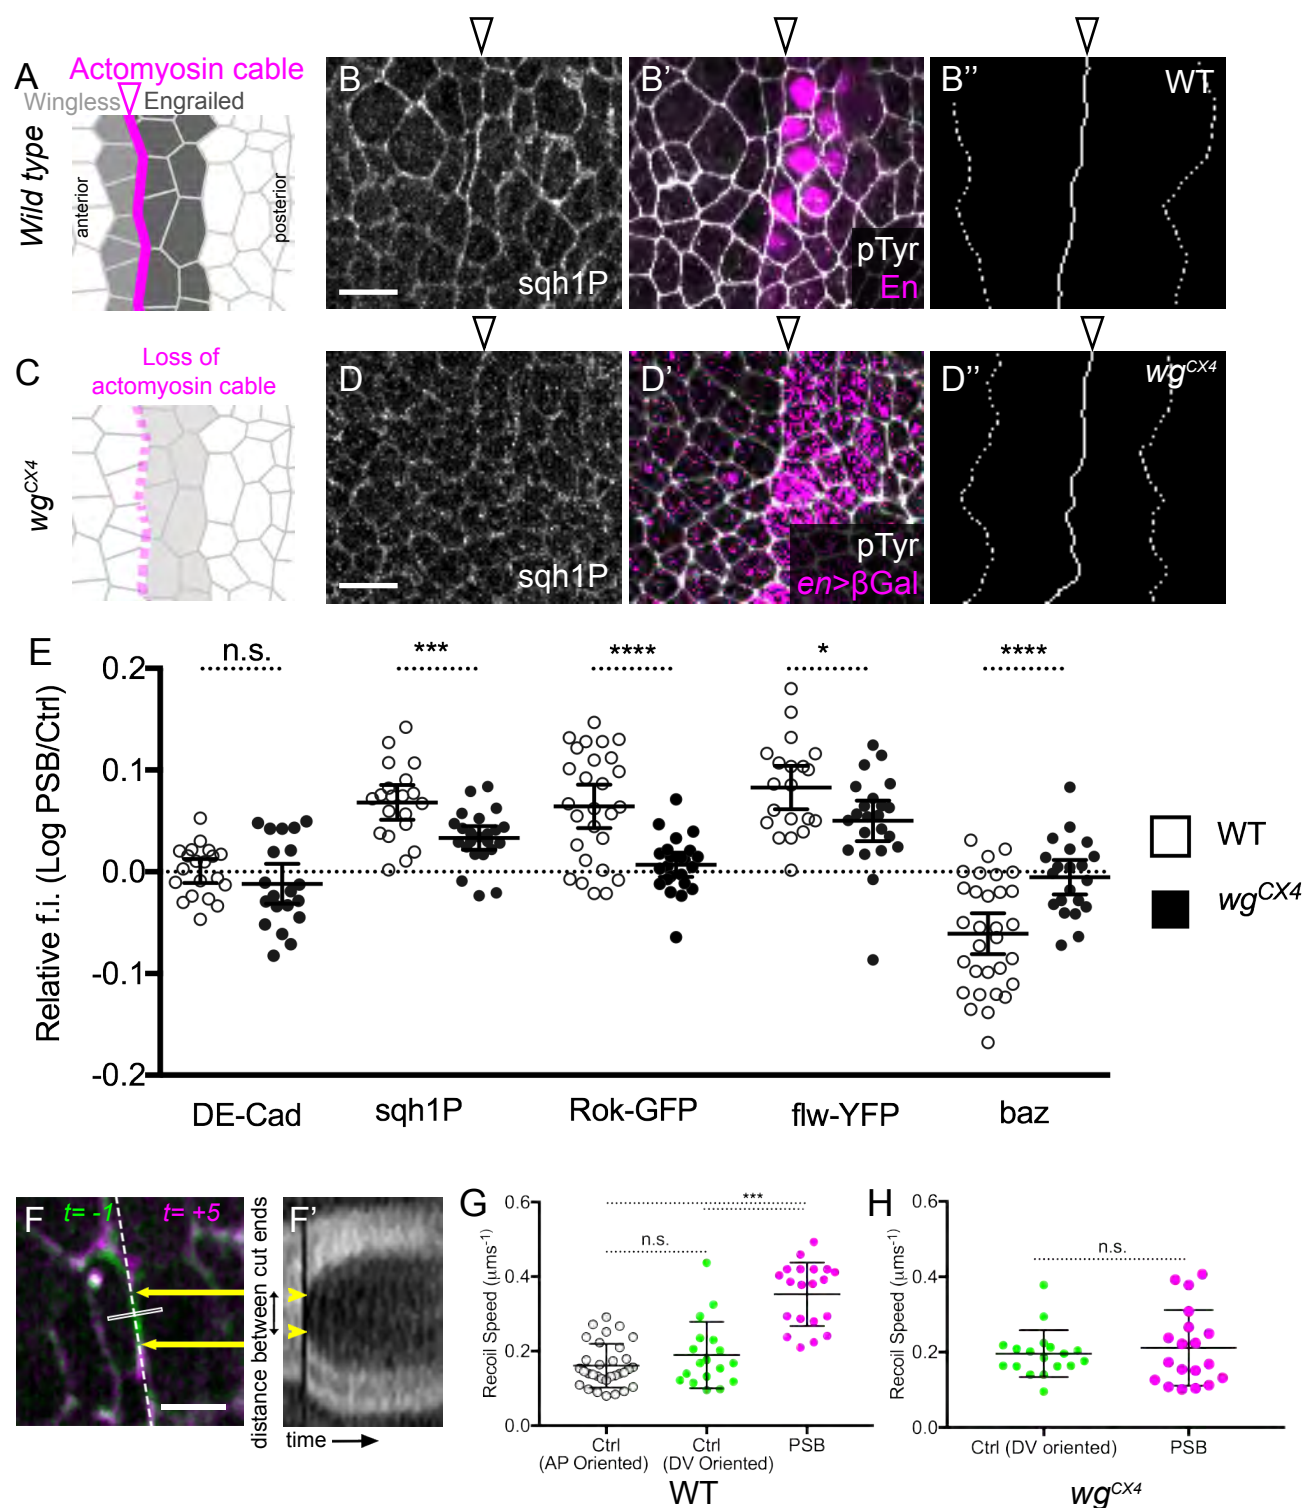 A
Actomyosin cable
Wingless
Engrailed
Wild type
anterior
posterior
B
sqh1P
B'
pTyr
En
B''
WT
C
Loss of
actomyosin cable
wgCX4
D
sqh1P
D'
pTyr
en>βGal
D''
wgCX4
E
n.s.
***
****
*
****
Relative f.i. (Log PSB/Ctrl)
0.2
0.1
0.0
-0.1
-0.2
DE-Cad
sqh1P
Rok-GFP
flw-YFP
baz
WT
wgCX4
F
t= -1
t= +5
distance between cut ends
F'
time
G
Recoil Speed (μms-1)
0.6
0.4
0.2
0.0
***
n.s.
Ctrl
(AP Oriented)
Ctrl
(DV Oriented)
PSB
WT
H
Recoil Speed (μms-1)
0.6
0.4
0.2
0.0
n.s.
Ctrl (DV oriented)
PSB
wgCX4